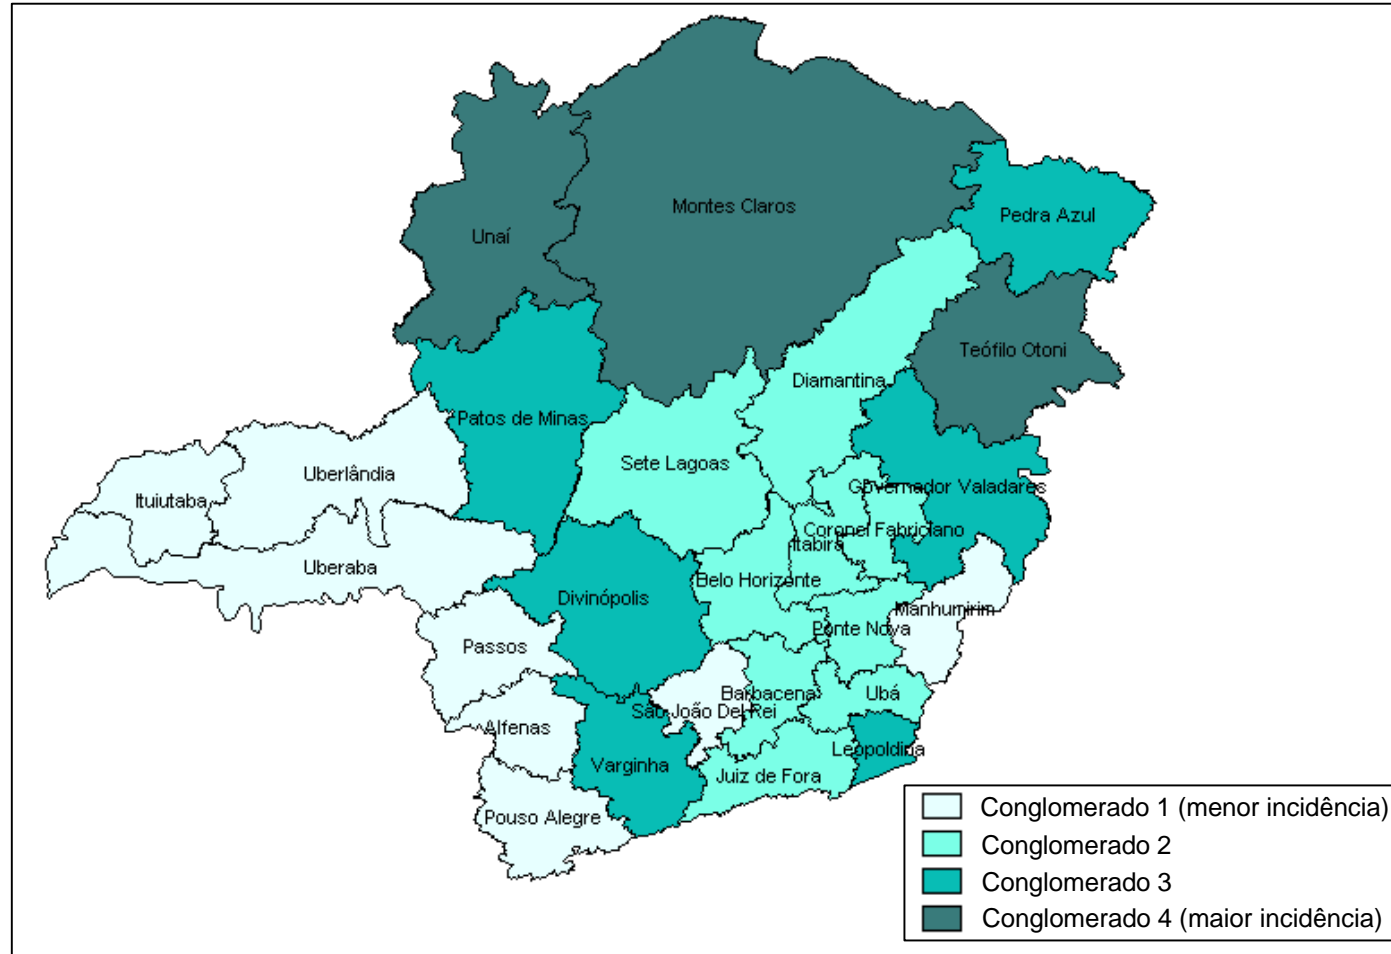 Montes Claros
Pedra Azul
Unaí
Teófilo Otoni
Diamantina
Patos de Minas
Sete Lagoas
Uberlândia
Ituiutaba
Governador Valadares
Coronel Fabriciano
Itabira
Uberaba
Belo Horizonte
Divinópolis
Manhumirim
Ponte Nova
Passos
Barbacena
Ubá
São João Del Rei
Alfenas
Leopoldina
Varginha
Juiz de Fora
Pouso Alegre
Conglomerado 1 (menor incidência)
Conglomerado 2
Conglomerado 3
Conglomerado 4 (maior incidência)